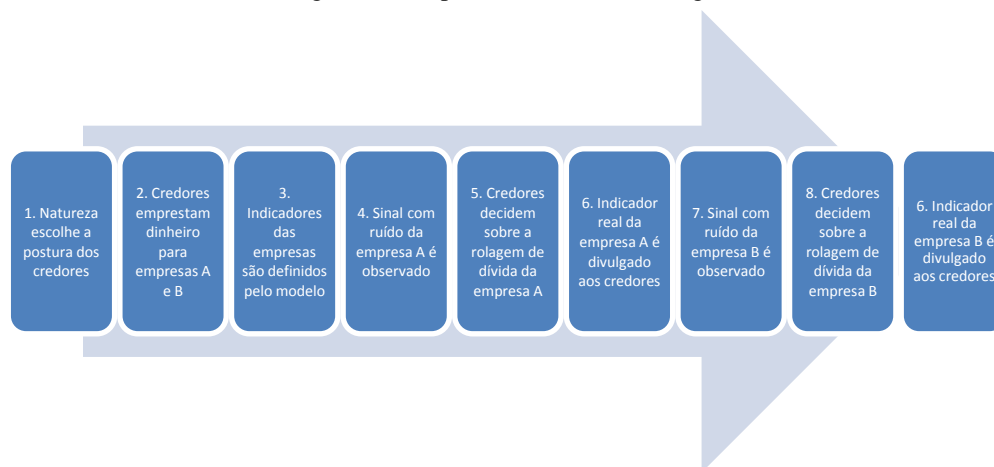 1. Natureza
escolhe a
postura dos
credores
2. Credores
emprestam
dinheiro
para
empresas A
e B
3.
Indicadores
das
empresas
são definidos
pelo modelo
4. Sinal com
ruído da
empresa A é
observado
5. Credores
decidem
sobre a
rolagem de
dívida da
empresa A
6. Indicador
real da
empresa A é
divulgado
aos credores
7. Sinal com
ruído da
empresa B é
observado
8. Credores
decidem
sobre a
rolagem de
dívida da
empresa B
6. Indicador
real da
empresa B é
divulgado
aos credores